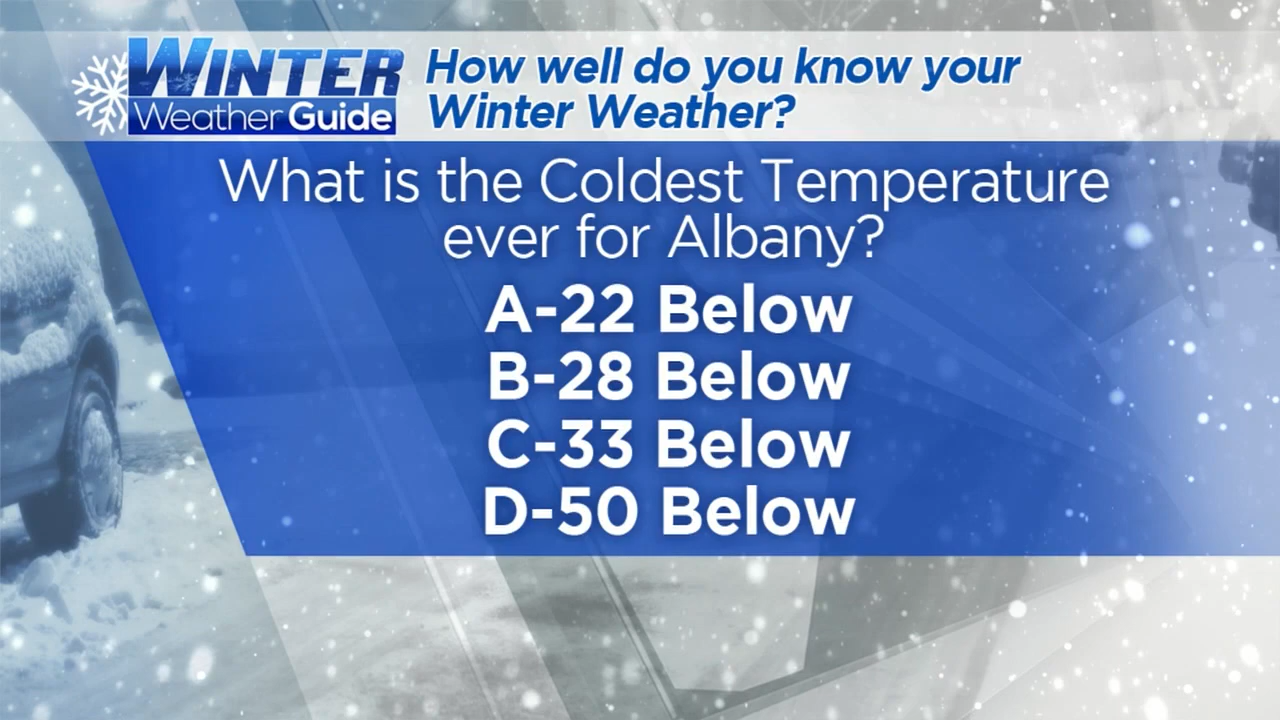 WINTER
Weather Guide
How well do you know your
Winter Weather?
What is the Coldest Temperature
ever for Albany?
A-22 Below
B-28 Below
C-33 Below
D-50 Below